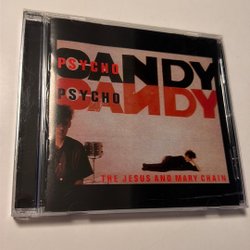 CANDY
PSYCHO
PSYCHO
CANDY
THE JESUS AND MARY CHAIN